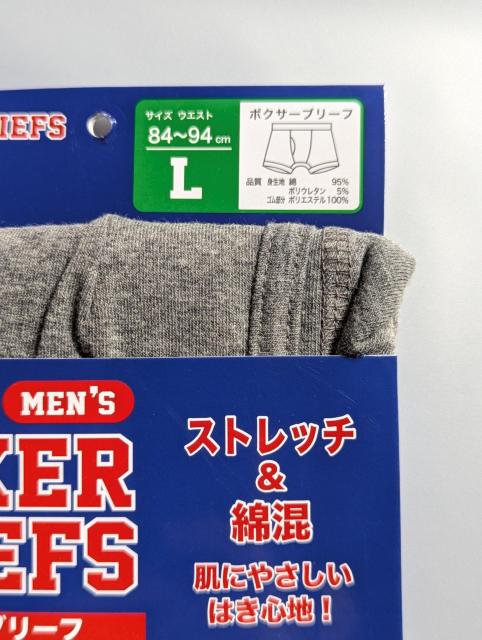 IEFS
サイズ ウエスト
84～94cm
L
ボクサーブリーフ
品質 身生地 綿 95%
ポリウレタン 5%
ゴム部分 ポリエステル100%
MEN'S
KER
EFS
ブリーフ
ストレッチ
&
綿混
肌にやさしい
はき心地！